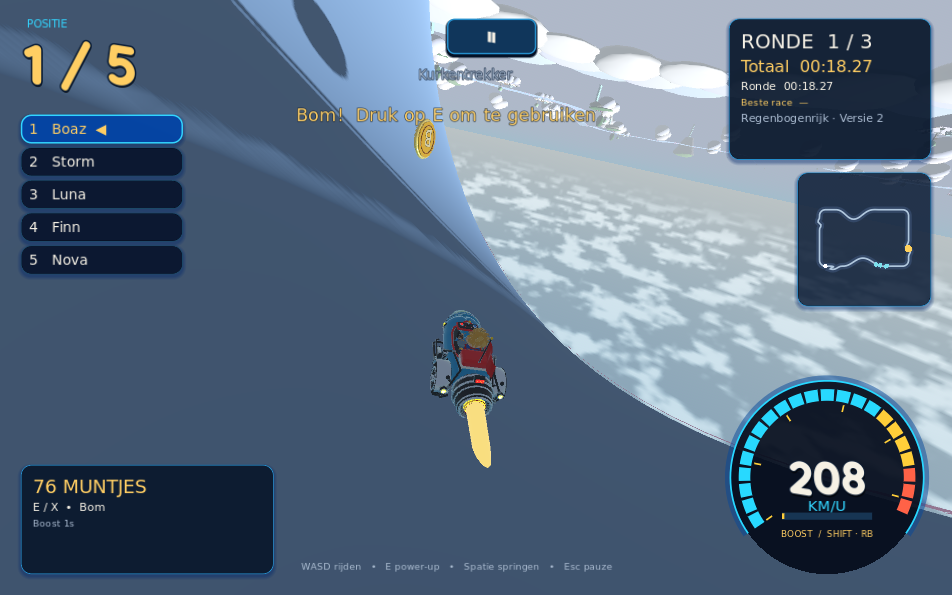 POSITIE
1 / 5
1 Boaz ◀
2 Storm
3 Luna
4 Finn
5 Nova
Kurkentrekker
Bom! Druk op E om te gebruiken
RONDE 1 / 3
Totaal 00:18.27
Ronde 00:18.27
Beste race —
Regenbogenrijk · Versie 2
76 MUNTJES
E / X • Bom
Boost 1s
208
KM/U
BOOST / SHIFT · RB
WASD rijden • E power-up • Spatie springen • Esc pauze